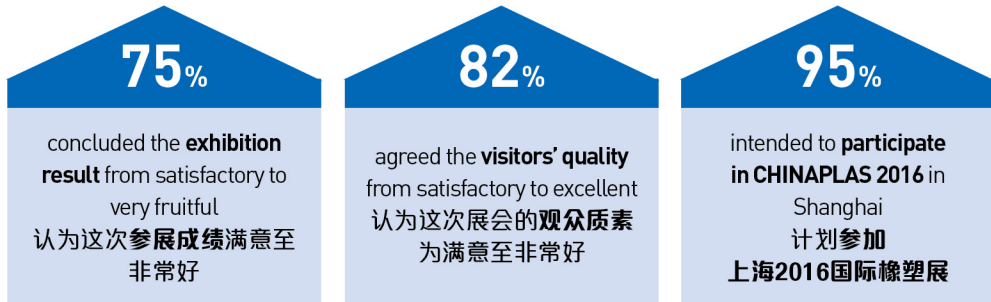 75%
concluded the exhibition
result from satisfactory to
very fruitful
认为这次参展成绩满意至
非常好
82%
agreed the visitors' quality
from satisfactory to excellent
认为这次展会的观众质素
为满意至非常好
95%
intended to participate
in CHINAPLAS 2016 in
Shanghai
计划参加
上海2016国际橡塑展